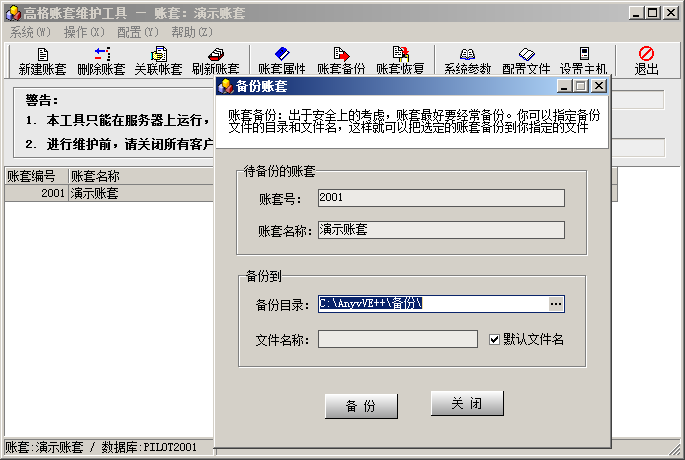 高格账套维护工具 － 账套: 演示账套
系统(W) 操作(X) 配置(Y) 帮助(Z)
新建账套 删除账套 关联帐套 刷新账套 账套属性 账套备份 账套恢复 系统参数 配置文件 设置主机 退出
警告:
1. 本工具只能在服务器上运行，
2. 进行维护前，请关闭所有客户
账套编号 账套名称
2001 演示账套
备份账套
账套备份: 出于安全上的考虑，账套最好要经常备份。你可以指定备份
文件的目录和文件名，这样就可以把选定的账套备份到你指定的文件
待备份的账套
账套号: 2001
账套名称: 演示账套
备份到
备份目录: C:\AnyvVE++\备份\ ...
文件名称: 默认文件名
备 份 关 闭
账套:演示账套 / 数据库:PILOT2001